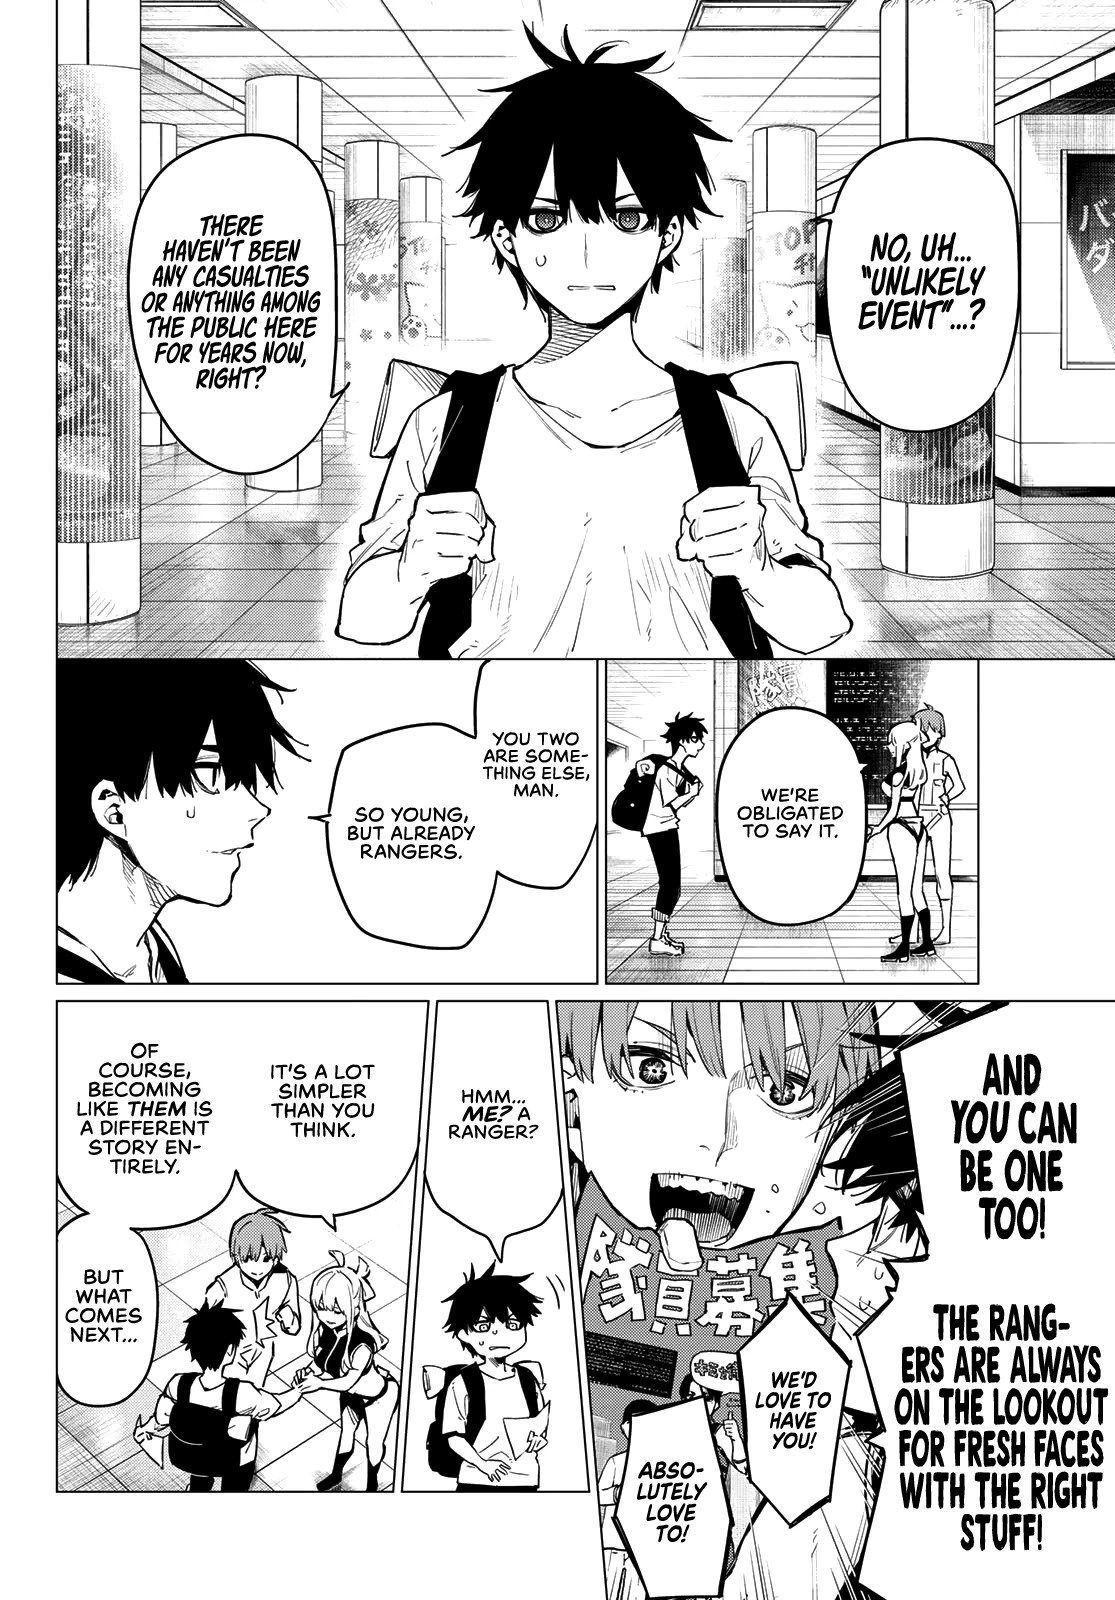 NO, UH...
"UNLIKELY
EVENT"...?
THERE
HAVEN'T BEEN
ANY CASUALTIES
OR ANYTHING AMONG
THE PUBLIC HERE
FOR YEARS NOW,
RIGHT?
バタ
STOP
STOP
WE'RE
OBLIGATED
TO SAY IT.
YOU TWO
ARE SOME-
THING ELSE,
MAN.
SO YOUNG,
BUT ALREADY
RANGERS.
AND
YOU CAN
BE ONE
TOO!
THE RANG-
ERS ARE ALWAYS
ON THE LOOKOUT
FOR FRESH FACES
WITH THE RIGHT
STUFF!
隊員募集
WE'D
LOVE TO
HAVE
YOU!
ABSO-
LUTELY
LOVE
TO!
HMM...
ME? A
RANGER?
IT'S A LOT
SIMPLER
THAN YOU
THINK.
OF
COURSE,
BECOMING
LIKE THEM IS
A DIFFERENT
STORY EN-
TIRELY.
BUT
WHAT
COMES
NEXT...